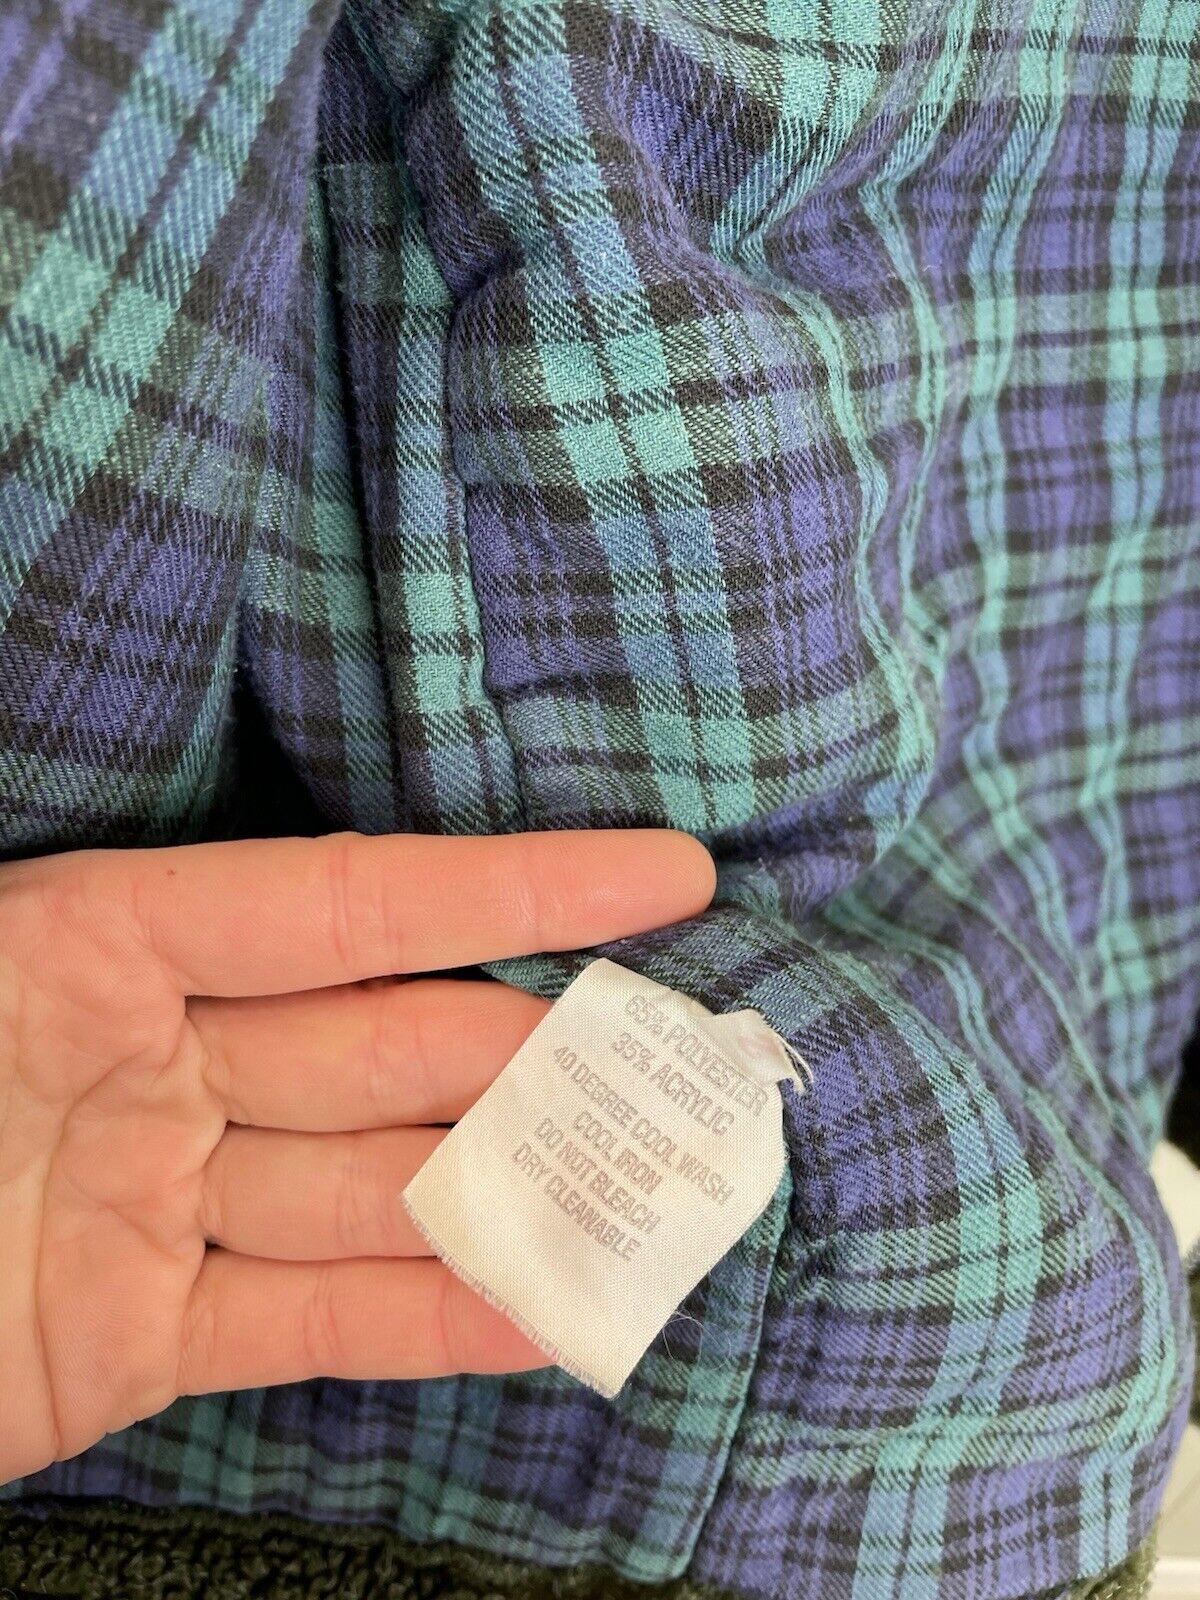 65% POLYESTER
35% ACRYLIC
40 DEGREE COOL WASH
COOL IRON
DO NOT BLEACH
DRY CLEANABLE